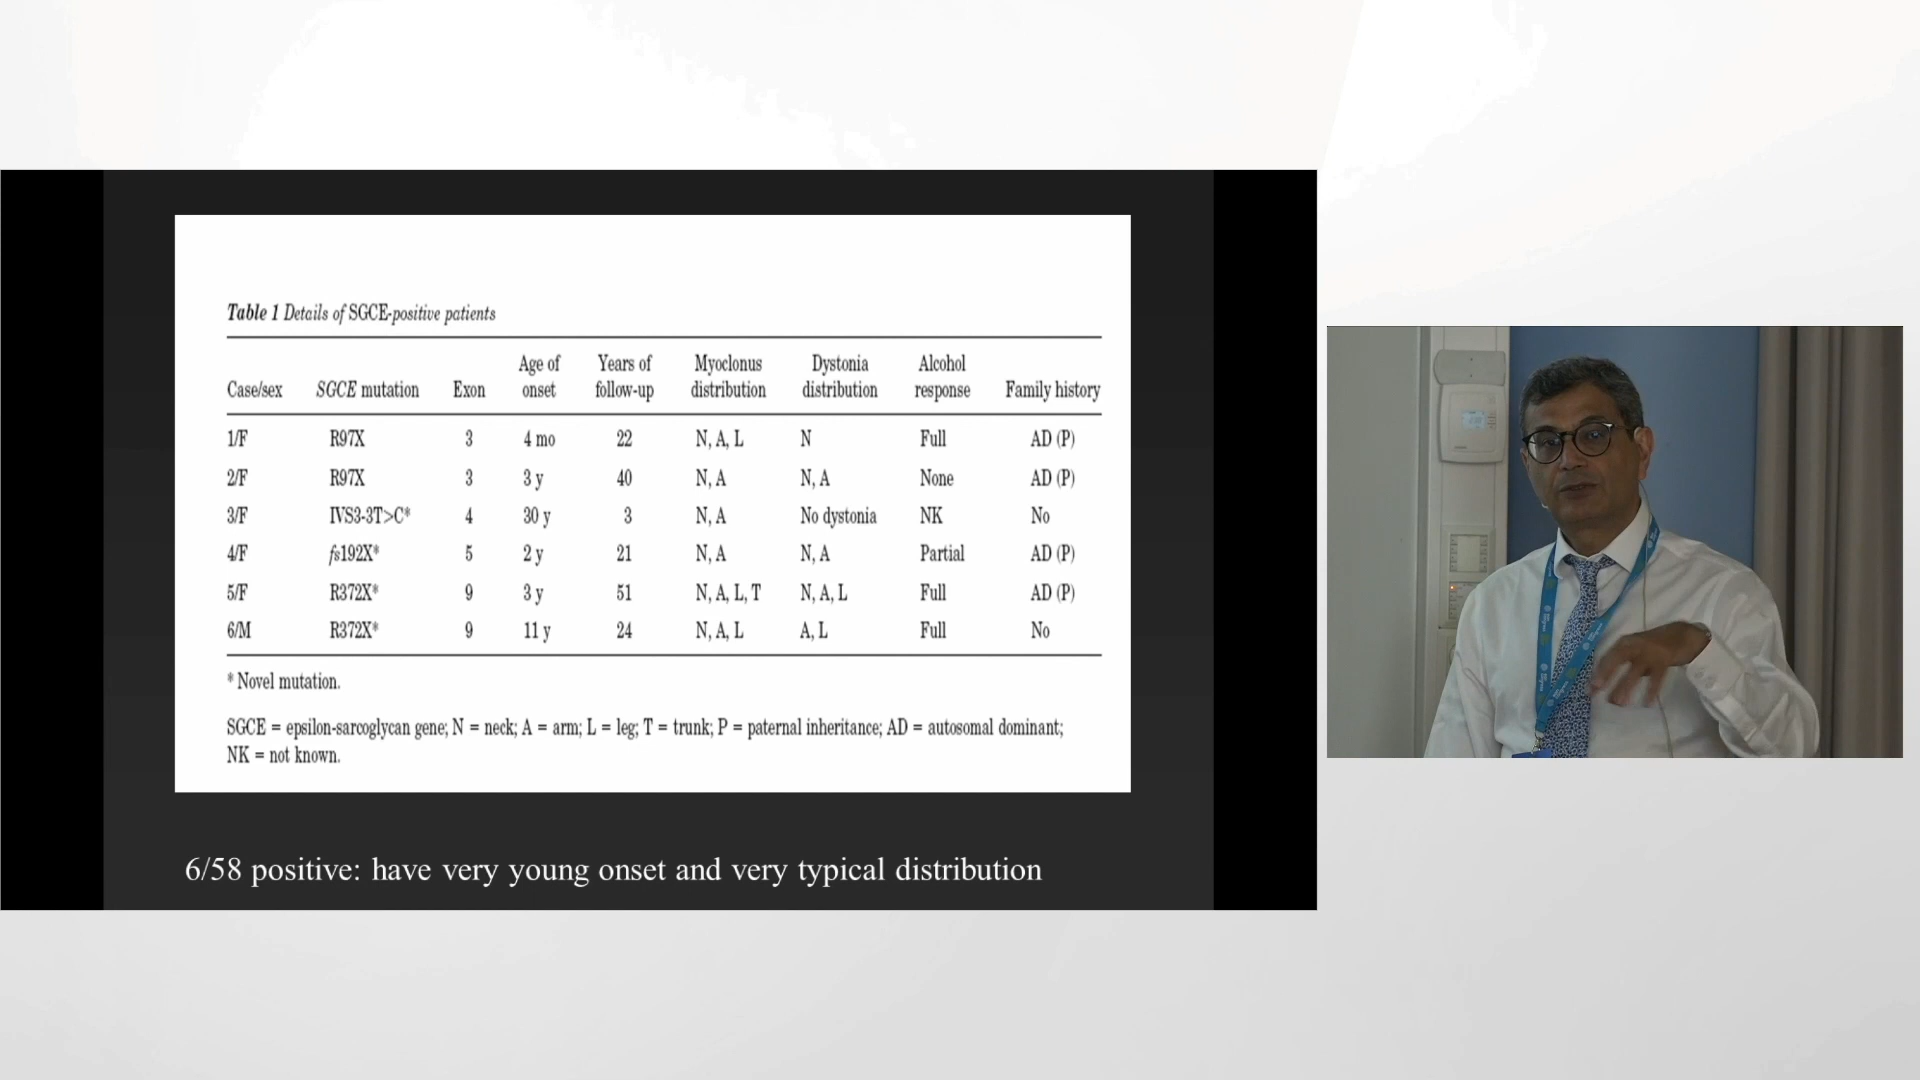 Table 1 Details of SGCE-positive patients
Case/sex SGCE mutation Exon Age of onset Years of follow-up Myoclonus distribution Dystonia distribution Alcohol response Family history
1/F R97X 3 4 mo 22 N, A, L N Full AD (P)
2/F R97X 3 3 y 40 N, A N, A None AD (P)
3/F IVS3-3T>C* 4 30 y 3 N, A No dystonia NK No
4/F fs192X* 5 2 y 21 N, A N, A Partial AD (P)
5/F R372X* 9 3 y 51 N, A, L, T N, A, L Full AD (P)
6/M R372X* 9 11 y 24 N, A, L A, L Full No
* Novel mutation.
SGCE = epsilon-sarcoglycan gene; N = neck; A = arm; L = leg; T = trunk; P = paternal inheritance; AD = autosomal dominant;
NK = not known.
6/58 positive: have very young onset and very typical distribution